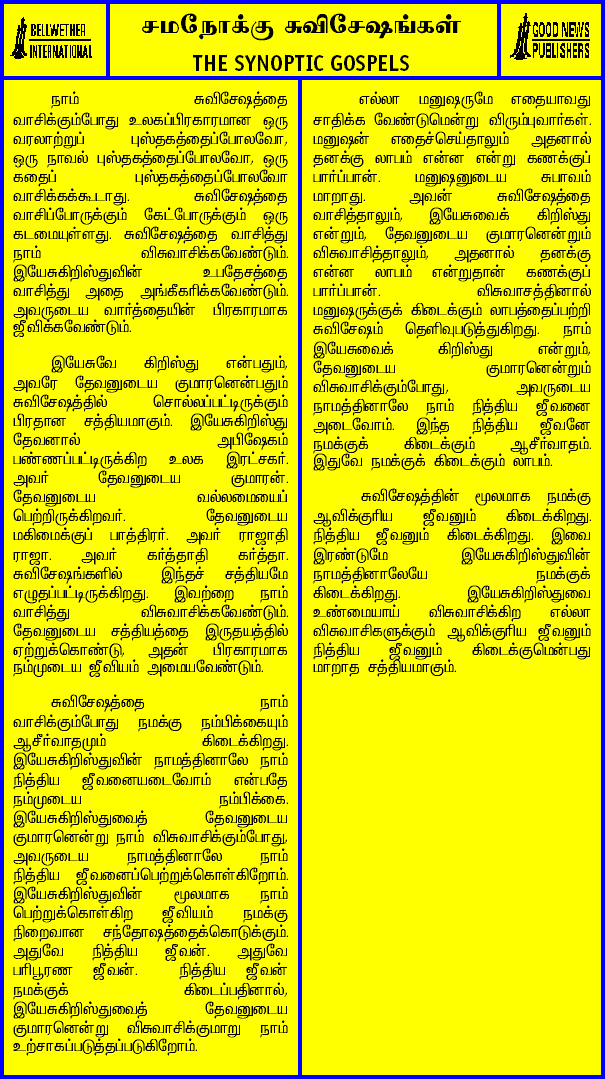 BELLWETHER
INTERNATIONAL
சமநோக்கு சுவிசேஷங்கள்
THE SYNOPTIC GOSPELS
GOOD NEWS
PUBLISHERS
நாம் சுவிசேஷத்தை
வாசிக்கும்போது உலகப்பிரகாரமான ஒரு
வரலாற்றுப் புஸ்தகத்தைப்போலவோ,
ஒரு நாவல் புஸ்தகத்தைப்போலவோ, ஒரு
கதைப் புஸ்தகத்தைப்போலவோ
வாசிக்கக்கூடாது. சுவிசேஷத்தை
வாசிப்போருக்கும் கேட்போருக்கும் ஒரு
கடமையுள்ளது. சுவிசேஷத்தை வாசித்து
நாம் விசுவாசிக்கவேண்டும்.
இயேசுகிறிஸ்துவின் உபதேசத்தை
வாசித்து அதை அங்கீகரிக்கவேண்டும்.
அவருடைய வார்த்தையின் பிரகாரமாக
ஜீவிக்கவேண்டும்.
இயேசுவே கிறிஸ்து என்பதும்,
அவரே தேவனுடைய குமாரனென்பதும்
சுவிசேஷத்தில் சொல்லப்பட்டிருக்கும்
பிரதான சத்தியமாகும். இயேசுகிறிஸ்து
தேவனால் அபிஷேகம்
பண்ணப்பட்டிருக்கிற உலக இரட்சகர்.
அவர் தேவனுடைய குமாரன்.
தேவனுடைய வல்லமையைப்
பெற்றிருக்கிறவர். தேவனுடைய
மகிமைக்குப் பாத்திரர். அவர் ராஜாதி
ராஜா. அவர் கர்த்தாதி கர்த்தா.
சுவிசேஷங்களில் இந்தச் சத்தியமே
எழுதப்பட்டிருக்கிறது. இவற்றை நாம்
வாசித்து விசுவாசிக்கவேண்டும்.
தேவனுடைய சத்தியத்தை இருதயத்தில்
ஏற்றுக்கொண்டு, அதன் பிரகாரமாக
நம்முடைய ஜீவியம் அமையவேண்டும்.
சுவிசேஷத்தை நாம்
வாசிக்கும்போது நமக்கு நம்பிக்கையும்
ஆசீர்வாதமும் கிடைக்கிறது.
இயேசுகிறிஸ்துவின் நாமத்தினாலே நாம்
நித்திய ஜீவனையடைவோம் என்பதே
நம்முடைய நம்பிக்கை.
இயேசுகிறிஸ்துவைத் தேவனுடைய
குமாரனென்று நாம் விசுவாசிக்கும்போது,
அவருடைய நாமத்தினாலே நாம்
நித்திய ஜீவனைப்பெற்றுக்கொள்கிறோம்.
இயேசுகிறிஸ்துவின் மூலமாக நாம்
பெற்றுக்கொள்கிற ஜீவியம் நமக்கு
நிறைவான சந்தோஷத்தைக்கொடுக்கும்.
அதுவே நித்திய ஜீவன். அதுவே
பரிபூரண ஜீவன். நித்திய ஜீவன்
நமக்குக் கிடைப்பதினால்,
இயேசுகிறிஸ்துவைத் தேவனுடைய
குமாரனென்று விசுவாசிக்குமாறு நாம்
உற்சாகப்படுத்தப்படுகிறோம்.
எல்லா மனுஷருமே எதையாவது
சாதிக்க வேண்டுமென்று விரும்புவார்கள்.
மனுஷன் எதைச்செய்தாலும் அதனால்
தனக்கு லாபம் என்ன என்று கணக்குப்
பார்ப்பான். மனுஷனுடைய சுபாவம்
மாறாது. அவன் சுவிசேஷத்தை
வாசித்தாலும், இயேசுவைக் கிறிஸ்து
என்றும், தேவனுடைய குமாரனென்றும்
விசுவாசித்தாலும், அதனால் தனக்கு
என்ன லாபம் என்றுதான் கணக்குப்
பார்ப்பான். விசுவாசத்தினால்
மனுஷருக்குக் கிடைக்கும் லாபத்தைப்பற்றி
சுவிசேஷம் தெளிவுபடுத்துகிறது. நாம்
இயேசுவைக் கிறிஸ்து என்றும்,
தேவனுடைய குமாரனென்றும்
விசுவாசிக்கும்போது, அவருடைய
நாமத்தினாலே நாம் நித்திய ஜீவனை
அடைவோம். இந்த நித்திய ஜீவனே
நமக்குக் கிடைக்கும் ஆசீர்வாதம்.
இதுவே நமக்குக் கிடைக்கும் லாபம்.
சுவிசேஷத்தின் மூலமாக நமக்கு
ஆவிக்குரிய ஜீவனும் கிடைக்கிறது.
நித்திய ஜீவனும் கிடைக்கிறது. இவை
இரண்டுமே இயேசுகிறிஸ்துவின்
நாமத்தினாலேயே நமக்குக்
கிடைக்கிறது. இயேசுகிறிஸ்துவை
உண்மையாய் விசுவாசிக்கிற எல்லா
விசுவாசிகளுக்கும் ஆவிக்குரிய ஜீவனும்
நித்திய ஜீவனும் கிடைக்குமென்பது
மாறாத சத்தியமாகும்.